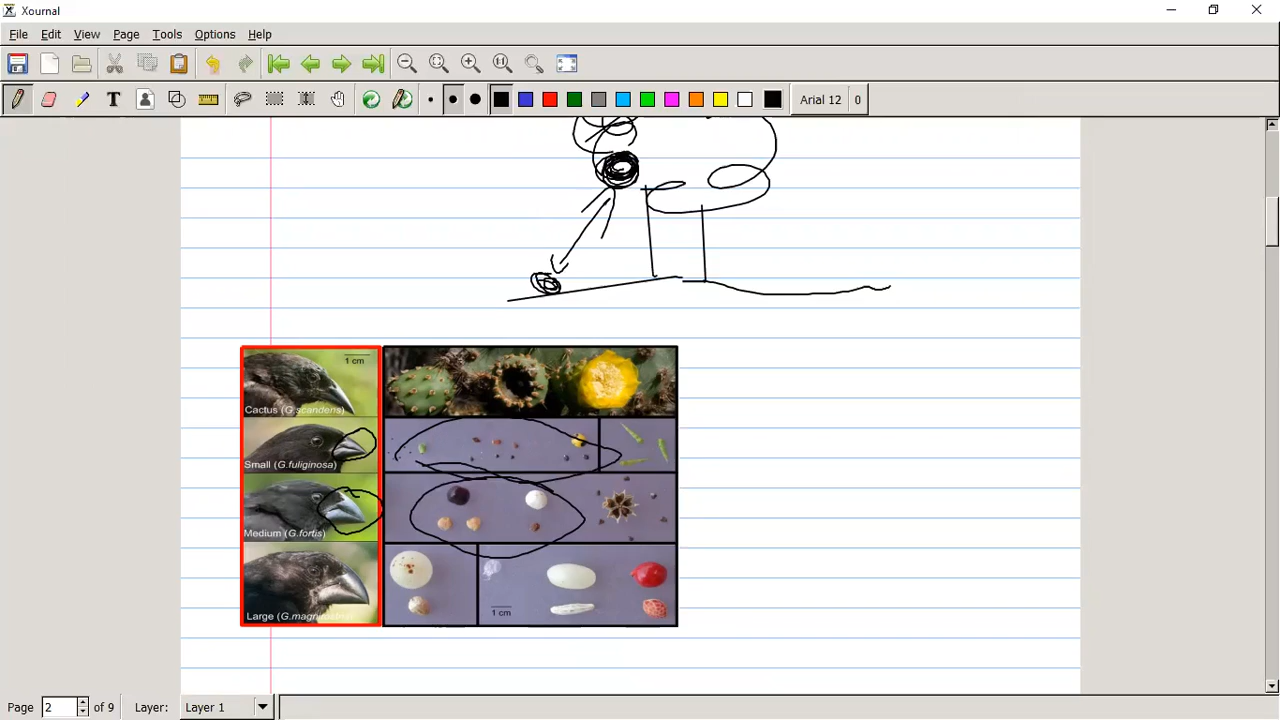 Xournal
File Edit View Page Tools Options Help
Arial 12 0
1 cm
Cactus (G.scandens)
Small (G.fuliginosa)
Medium (G.fortis)
Large (G.magnirostris)
1 cm
Page 2 of 9 Layer: Layer 1